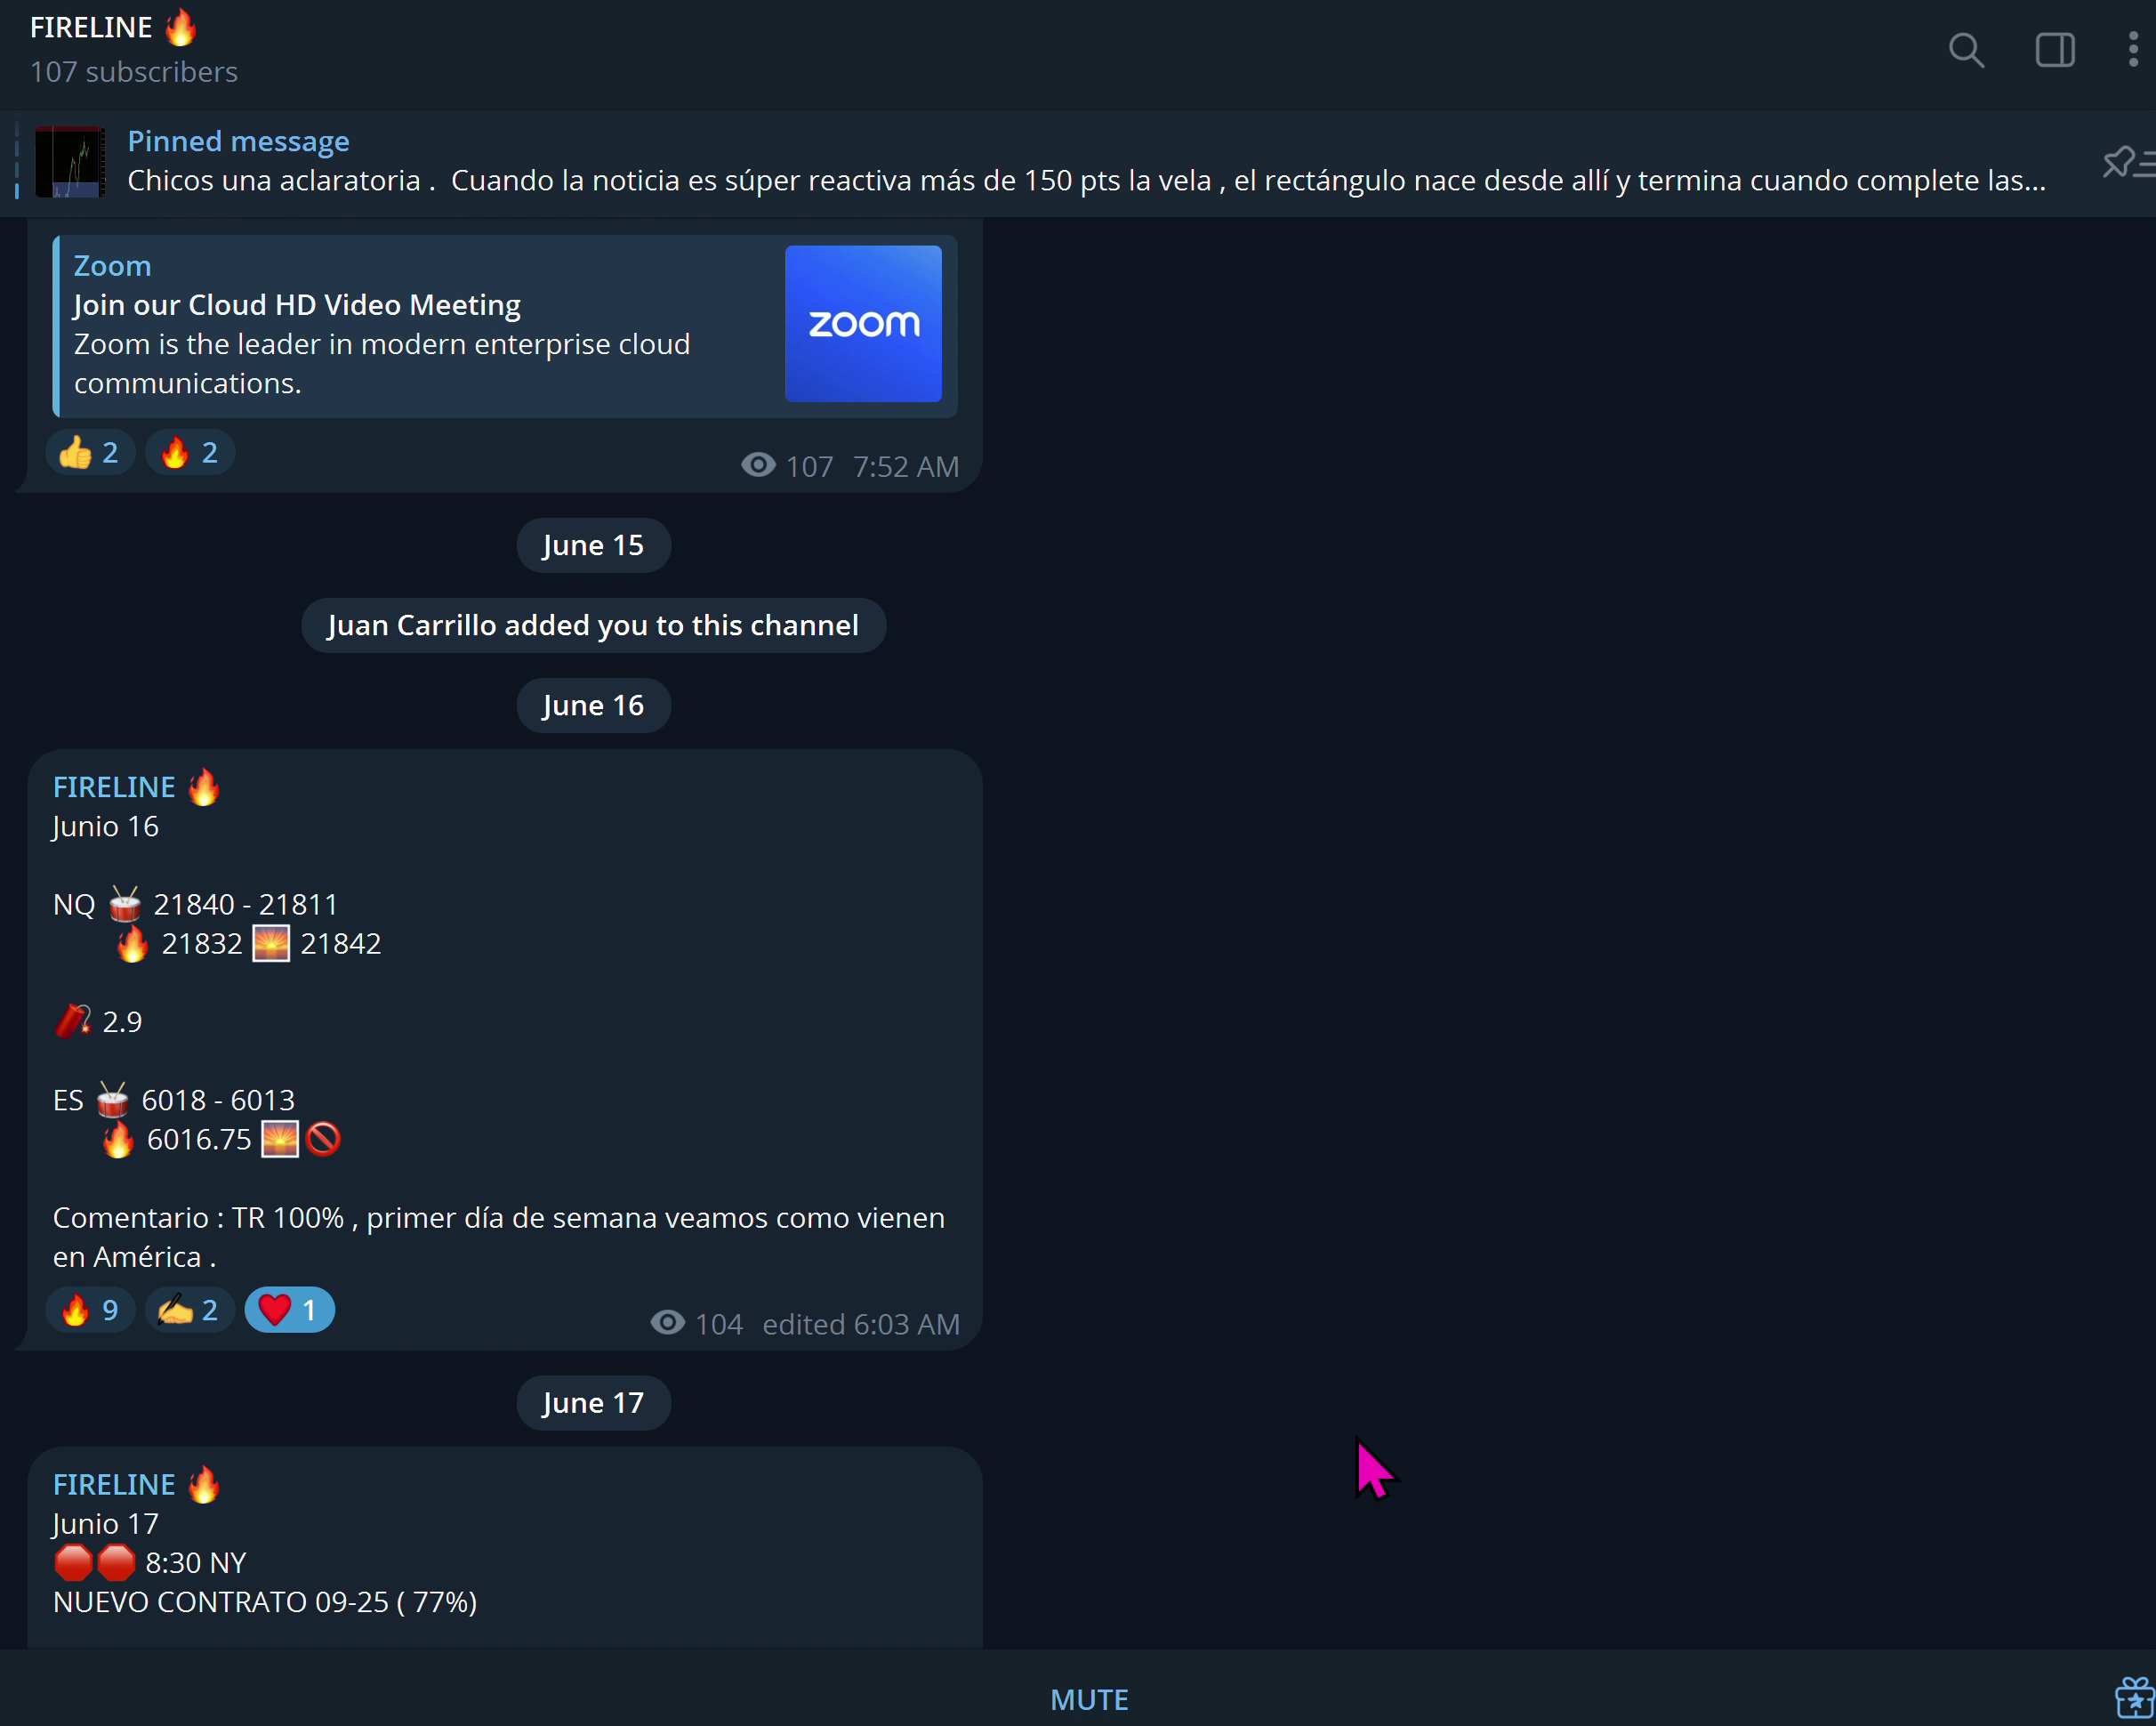 FIRELINE 🔥
107 subscribers
Pinned message
Chicos una aclaratoria .  Cuando la noticia es súper reactiva más de 150 pts la vela , el rectángulo nace desde allí y termina cuando complete las...
Zoom
Join our Cloud HD Video Meeting
Zoom is the leader in modern enterprise cloud
communications.
zoom
👍 2 🔥 2
107 7:52 AM
June 15
Juan Carrillo added you to this channel
June 16
FIRELINE 🔥
Junio 16
NQ 🥁 21840 - 21811
🔥 21832 🌅 21842
🧨 2.9
ES 🥁 6018 - 6013
🔥 6016.75 🌅🚫
Comentario : TR 100% , primer día de semana veamos como vienen
en América .
🔥 9 ✍️ 2 ❤️ 1
104 edited 6:03 AM
June 17
FIRELINE 🔥
Junio 17
🛑🛑 8:30 NY
NUEVO CONTRATO 09-25 ( 77%)
MUTE